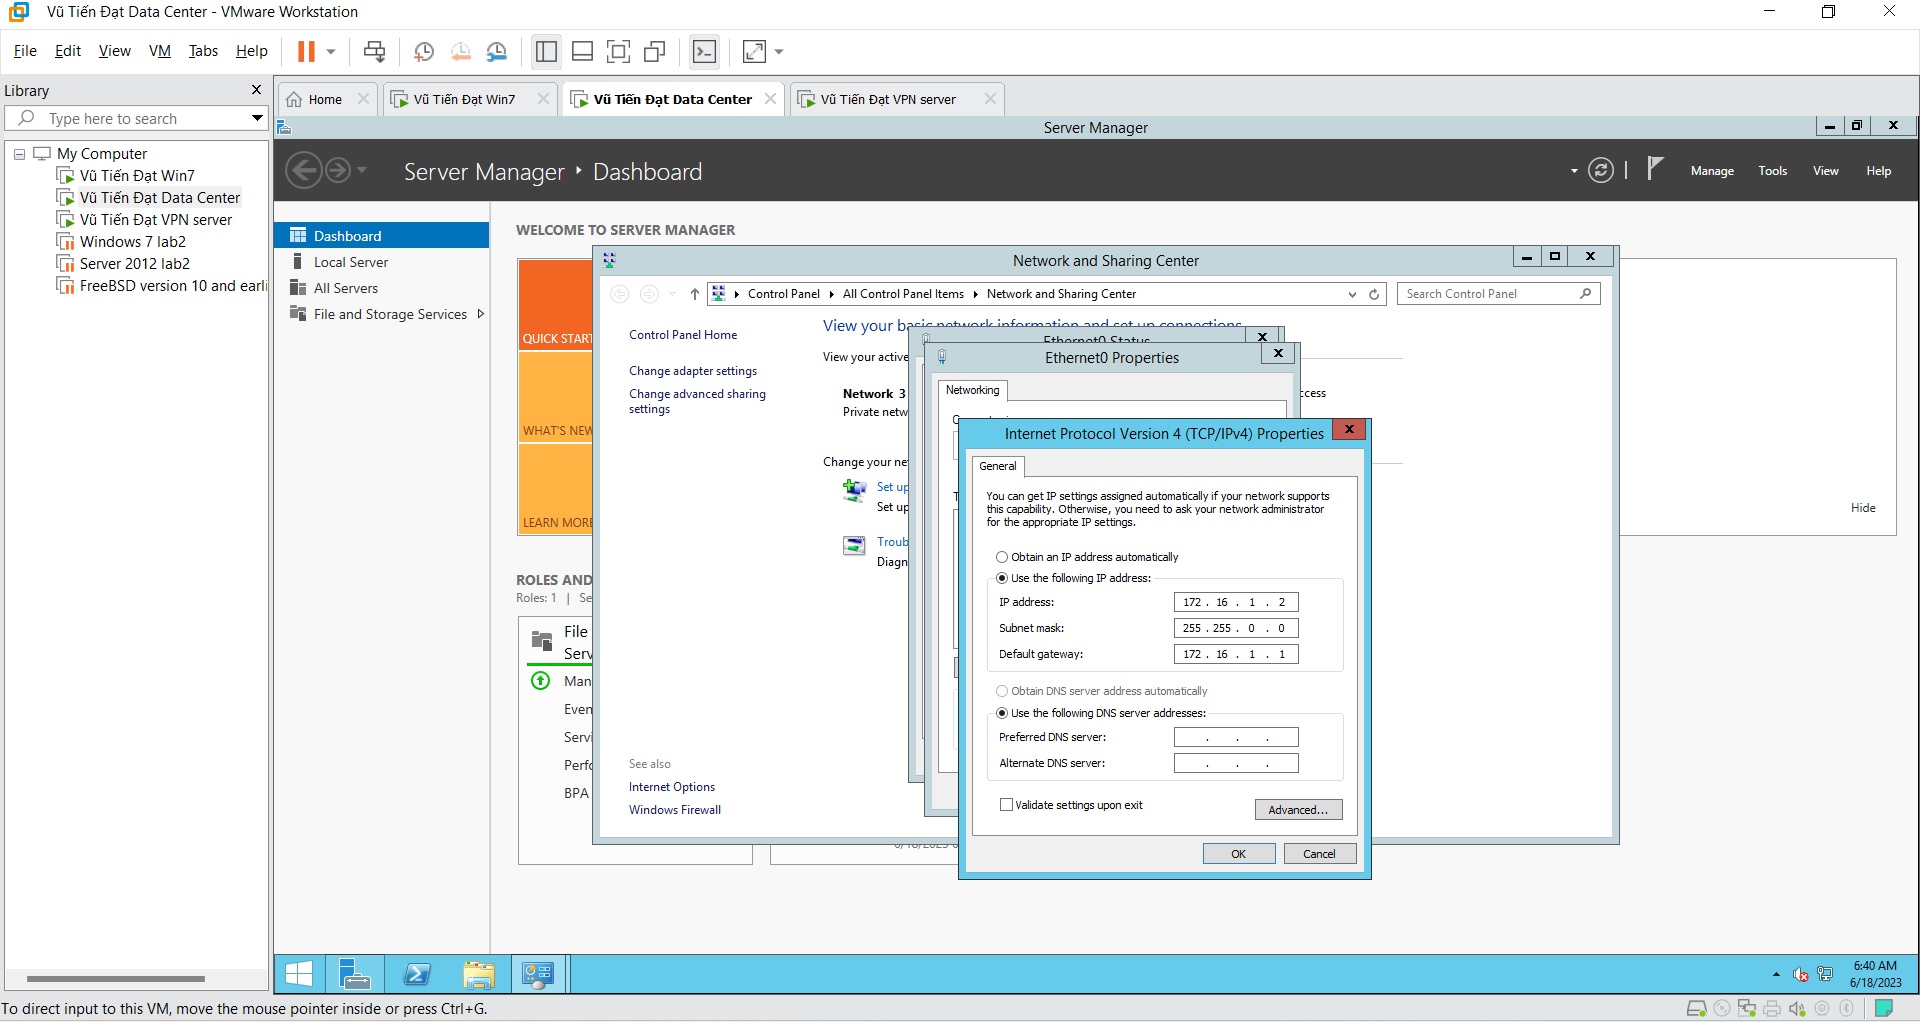 Vũ Tiến Đạt Data Center - VMware Workstation
File Edit View VM Tabs Help
Library
Type here to search
My Computer
Vũ Tiến Đạt Win7
Vũ Tiến Đạt Data Center
Vũ Tiến Đạt VPN server
Windows 7 lab2
Server 2012 lab2
FreeBSD version 10 and earli
Home
Vũ Tiến Đạt Win7
Vũ Tiến Đạt Data Center
Vũ Tiến Đạt VPN server
Server Manager
Server Manager Dashboard
Manage Tools View Help
Dashboard
Local Server
All Servers
File and Storage Services
WELCOME TO SERVER MANAGER
QUICK START
WHAT'S NEW
LEARN MORE
Hide
ROLES AND
Roles: 1 | Se
File
Serv
Man
Even
Servi
Perfo
BPA
Network and Sharing Center
Control Panel All Control Panel Items Network and Sharing Center
Search Control Panel
Control Panel Home
Change adapter settings
Change advanced sharing
settings
See also
Internet Options
Windows Firewall
View your basic network information and set up connections
View your active
Network 3
Private netw
ccess
Change your ne
Set up
Set up
Troub
Diagn
Ethernet0 Status
Ethernet0 Properties
Networking
Internet Protocol Version 4 (TCP/IPv4) Properties
General
You can get IP settings assigned automatically if your network supports
this capability. Otherwise, you need to ask your network administrator
for the appropriate IP settings.
Obtain an IP address automatically
Use the following IP address:
IP address: 172 . 16 . 1 . 2
Subnet mask: 255 . 255 . 0 . 0
Default gateway: 172 . 16 . 1 . 1
Obtain DNS server address automatically
Use the following DNS server addresses:
Preferred DNS server: . . .
Alternate DNS server: . . .
Validate settings upon exit
Advanced...
OK Cancel
6:40 AM
6/18/2023
To direct input to this VM, move the mouse pointer inside or press Ctrl+G.